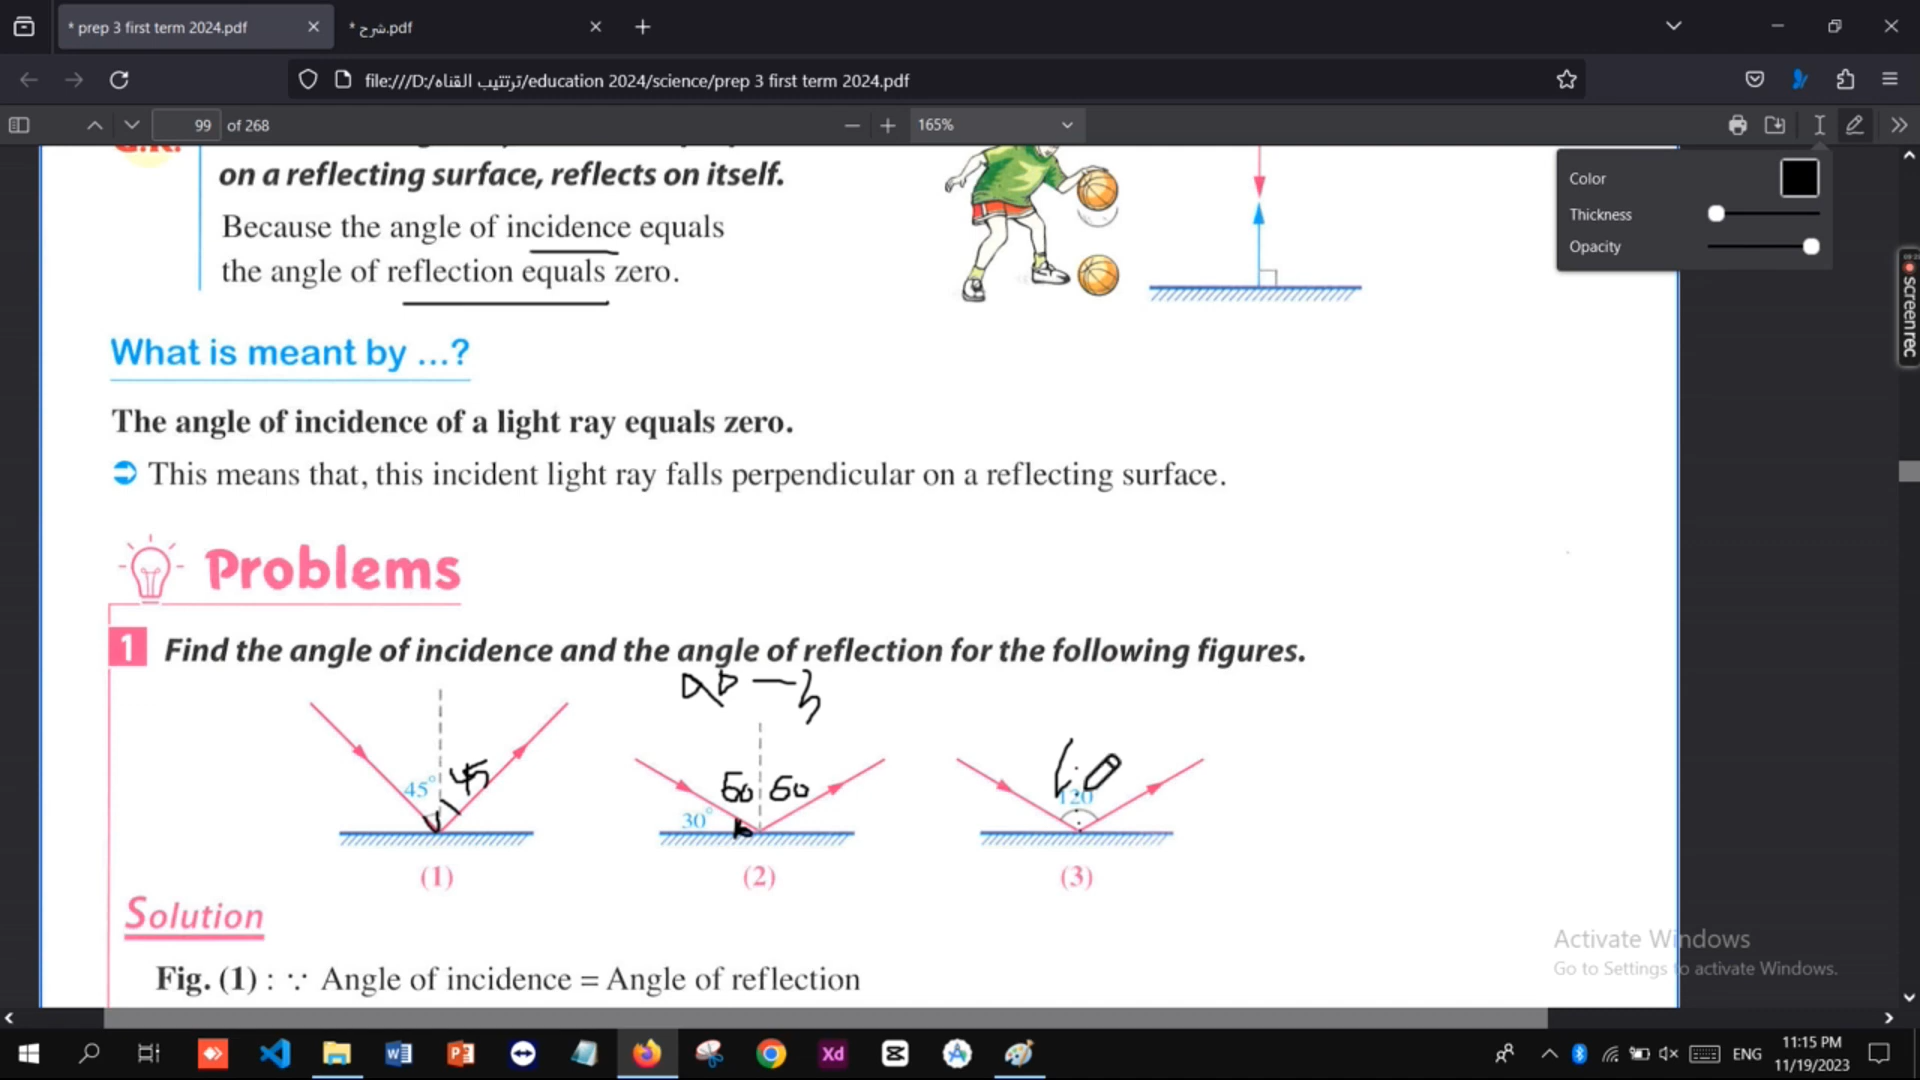 * prep 3 first term 2024.pdf
* شرح.pdf
file:///D:/ترتتيب القناه/education 2024/science/prep 3 first term 2024.pdf
99 of 268
165%
Color
Thickness
Opacity
screenrec
on a reflecting surface, reflects on itself.
Because the angle of incidence equals
the angle of reflection equals zero.
What is meant by ...?
The angle of incidence of a light ray equals zero.
This means that, this incident light ray falls perpendicular on a reflecting surface.
Problems
1 Find the angle of incidence and the angle of reflection for the following figures.
45° 45
30° 60 60
120
(1) (2) (3)
Solution
Fig. (1) : ∵ Angle of incidence = Angle of reflection
Activate Windows
Go to Settings to activate Windows.
Xd
ENG
11:15 PM
11/19/2023